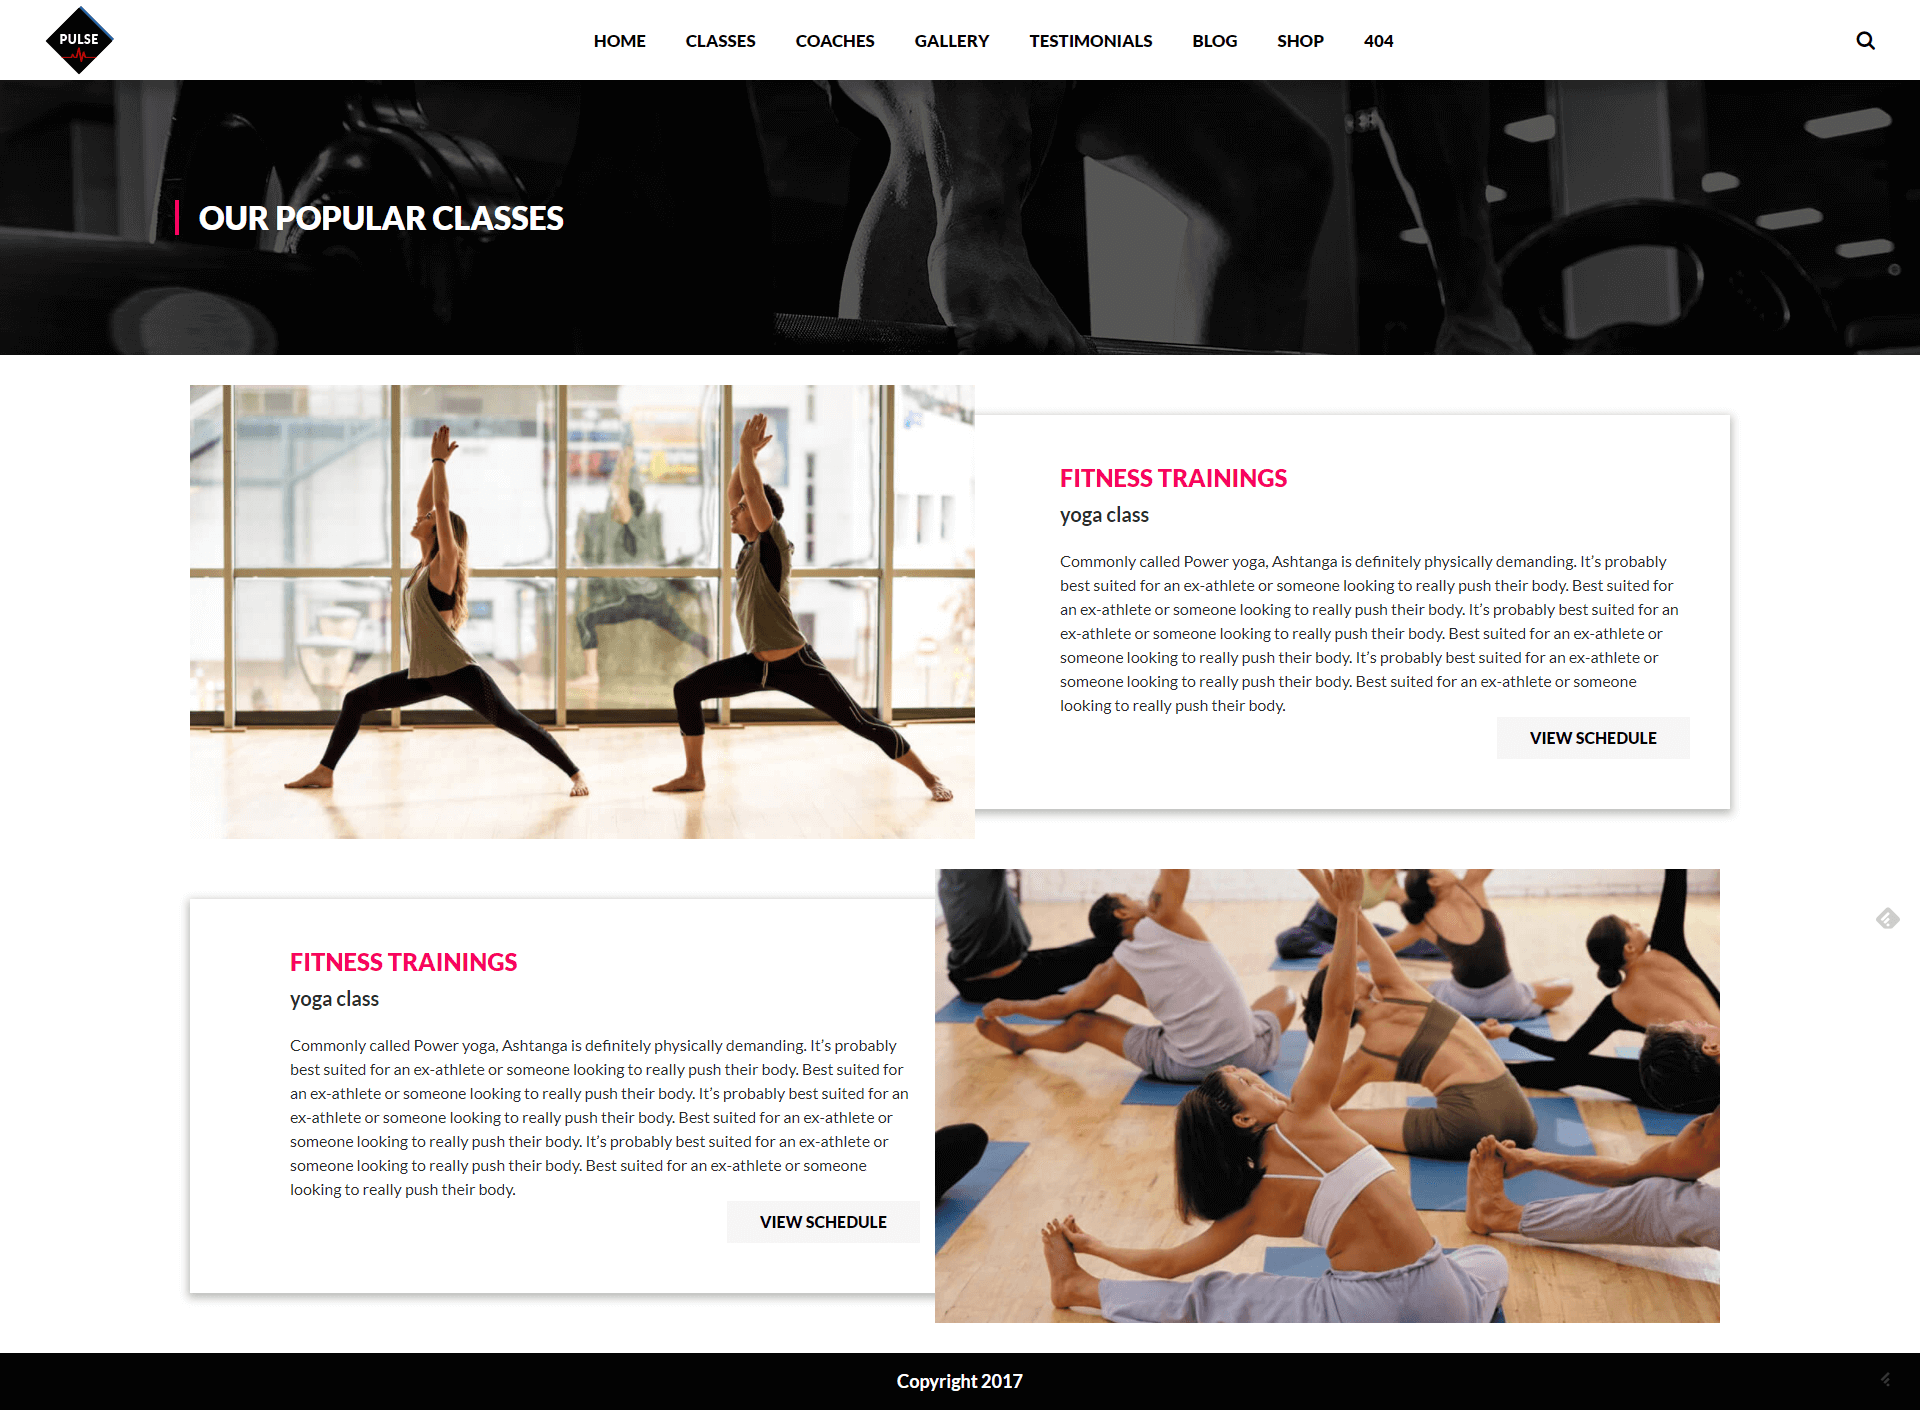 PULSE
HOME CLASSES COACHES GALLERY TESTIMONIALS BLOG SHOP 404
OUR POPULAR CLASSES
FITNESS TRAININGS
yoga class
Commonly called Power yoga, Ashtanga is definitely physically demanding. It’s probably
best suited for an ex-athlete or someone looking to really push their body. Best suited for
an ex-athlete or someone looking to really push their body. It’s probably best suited for an
ex-athlete or someone looking to really push their body. Best suited for an ex-athlete or
someone looking to really push their body. It’s probably best suited for an ex-athlete or
someone looking to really push their body. Best suited for an ex-athlete or someone
looking to really push their body.
VIEW SCHEDULE
FITNESS TRAININGS
yoga class
Commonly called Power yoga, Ashtanga is definitely physically demanding. It’s probably
best suited for an ex-athlete or someone looking to really push their body. Best suited for
an ex-athlete or someone looking to really push their body. It’s probably best suited for an
ex-athlete or someone looking to really push their body. Best suited for an ex-athlete or
someone looking to really push their body. It’s probably best suited for an ex-athlete or
someone looking to really push their body. Best suited for an ex-athlete or someone
looking to really push their body.
VIEW SCHEDULE
Copyright 2017